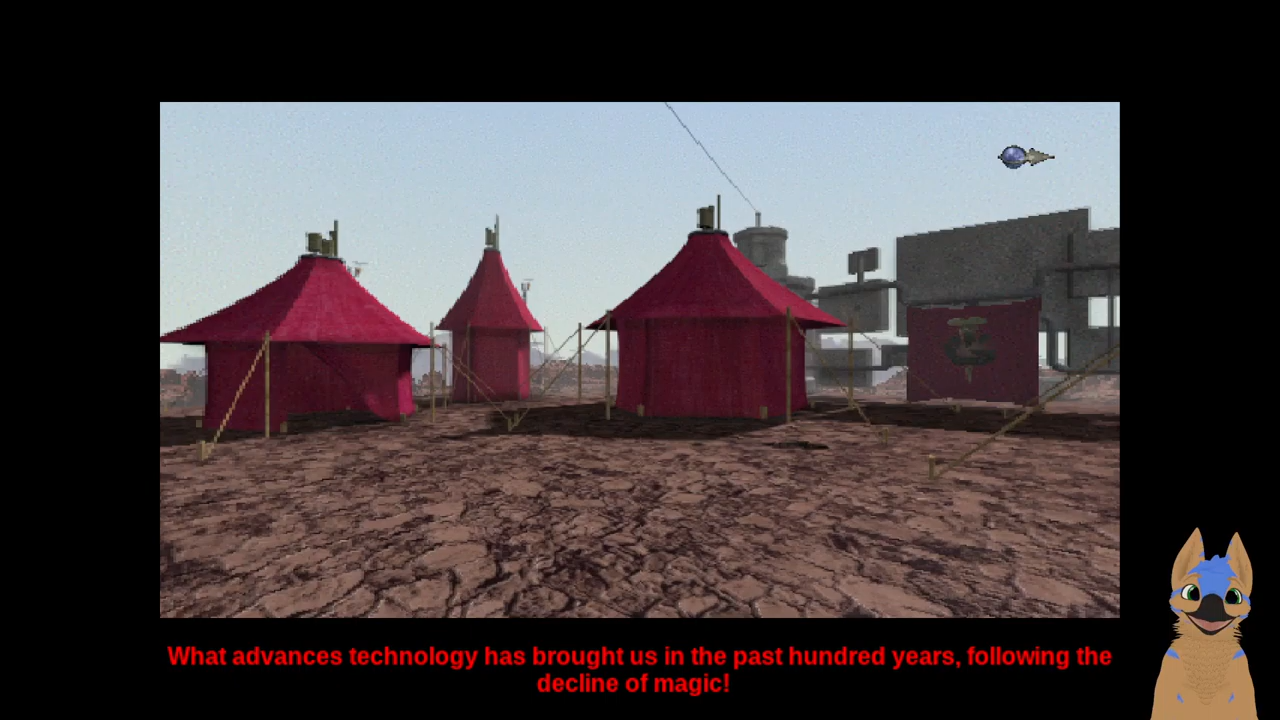 What advances technology has brought us in the past hundred years, following the
decline of magic!